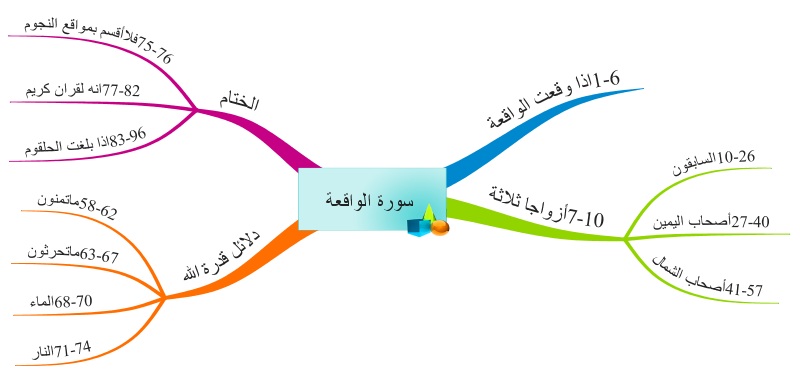 سورة الواقعة
1-6اذا وقعت الواقعة
7-10أزواجا ثلاثة
10-26السابقون
27-40أصحاب اليمين
41-57أصحاب الشمال
دلائل قدرة الله
58-62ماتمنون
63-67ماتحرثون
68-70الماء
71-74النار
الختام
75-76فلاأقسم بمواقع النجوم
77-82انه لقران كريم
83-96اذا بلغت الحلقوم